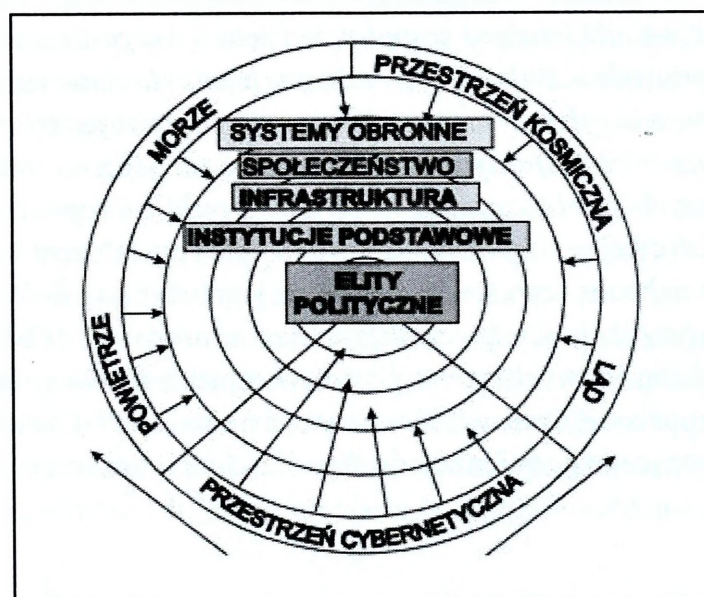 MORZE
PRZESTRZEŃ KOSMICZNA
SYSTEMY OBRONNE
SPOŁECZEŃSTWO
INFRASTRUKTURA
INSTYTUCJE PODSTAWOWE
ELITY
POLITYCZNE
POWIETRZE
LĄD
PRZESTRZEŃ CYBERNETYCZNA